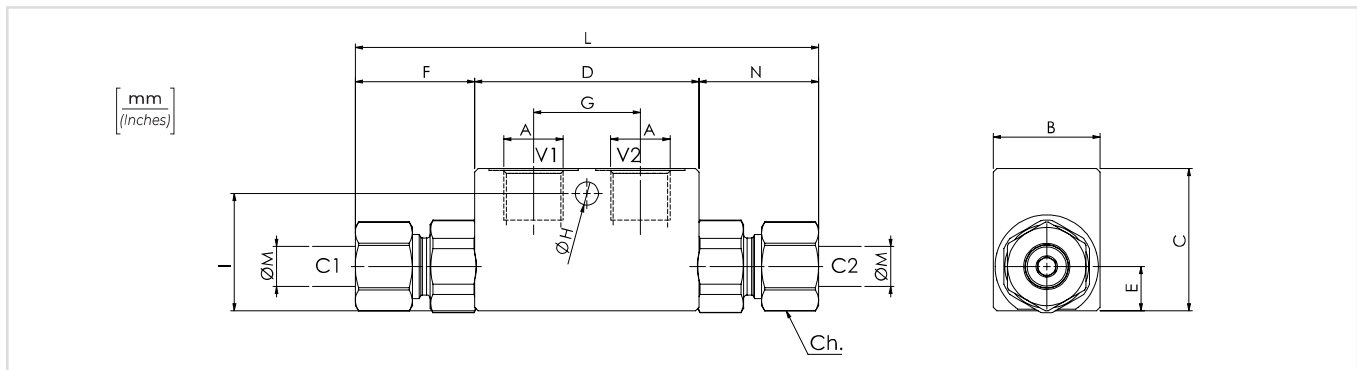 L
F D N
mm
(Inches)
G
B
A A
V1 V2
ØH
I
C
ØM C1 C2 ØM
E
Ch.